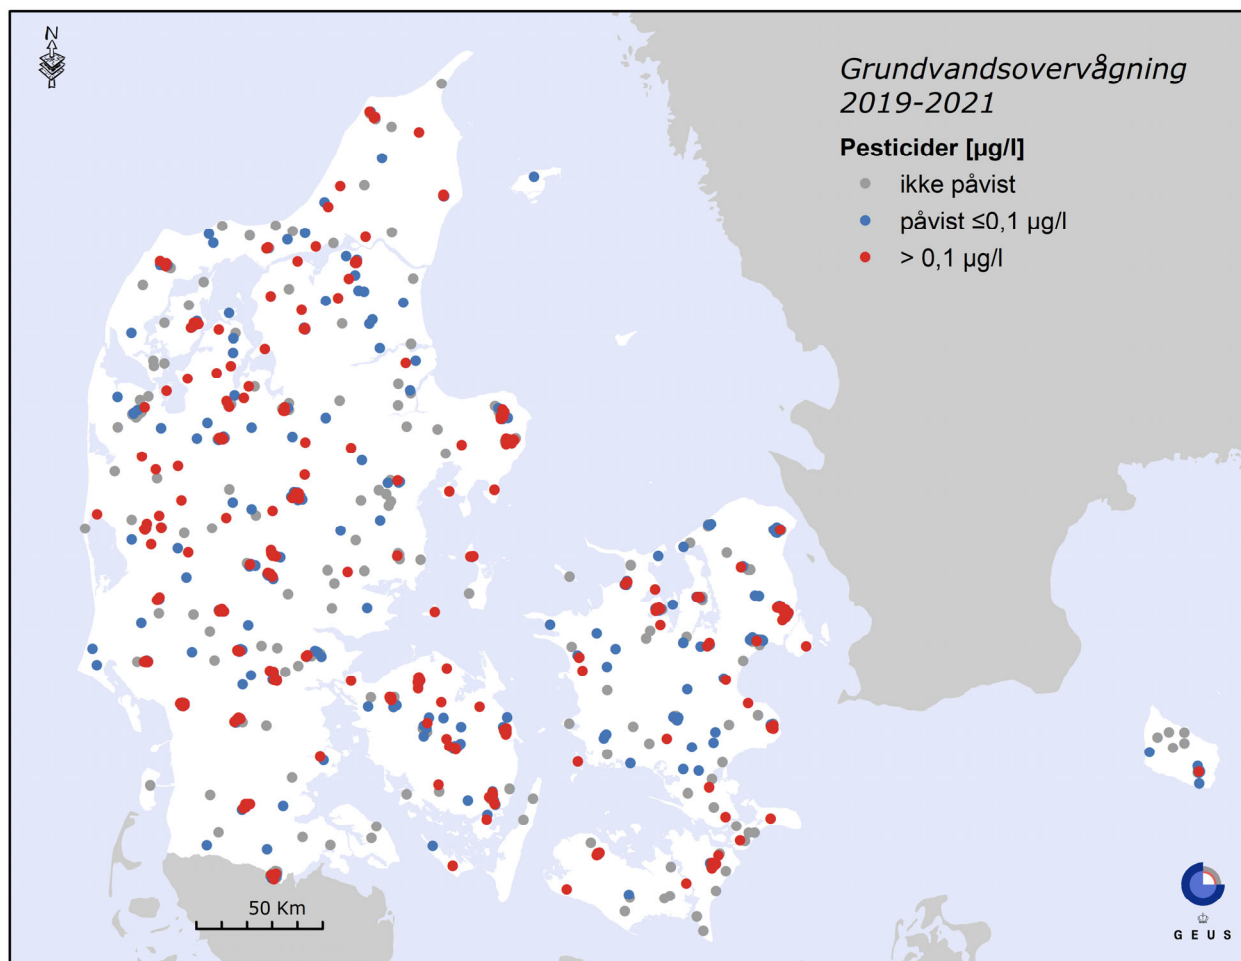 N
Grundvandsovervågning
2019-2021
Pesticider [µg/l]
ikke påvist
påvist ≤0,1 µg/l
> 0,1 µg/l
50 Km
GEUS